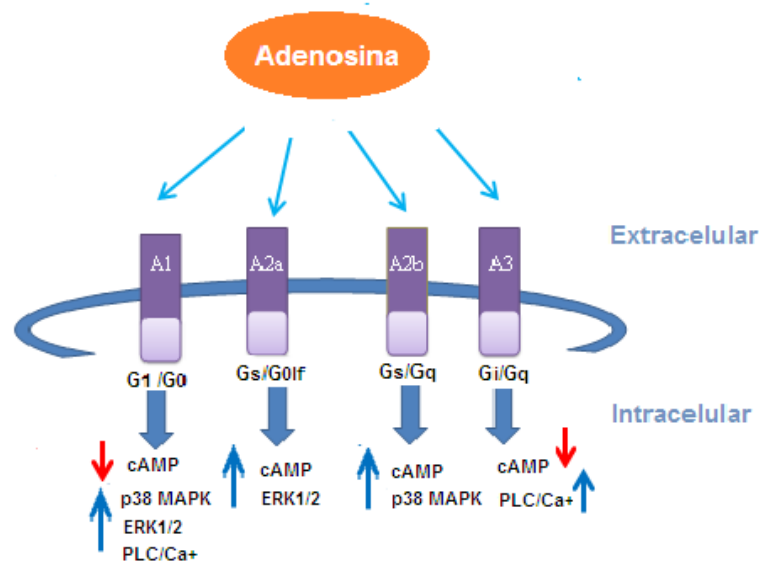 Adenosina
Extracelular
A1
A2a
A2b
A3
G1 /G0
Gs/G0lf
Gs/Gq
Gi/Gq
Intracelular
cAMP
p38 MAPK
ERK1/2
PLC/Ca+
cAMP
ERK1/2
cAMP
p38 MAPK
cAMP
PLC/Ca+